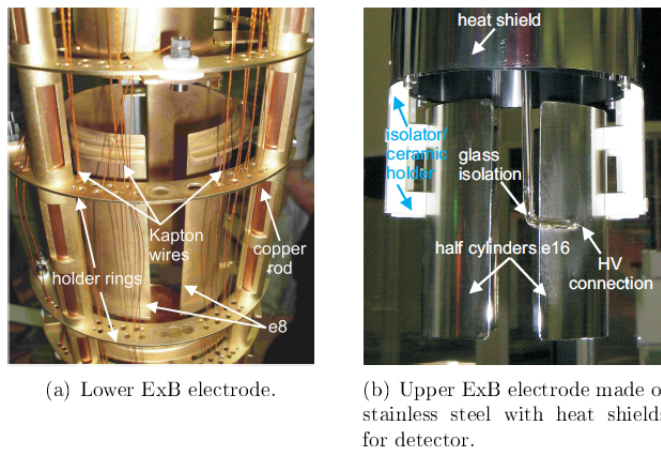 heat shield
isolator/
ceramic
holder
glass
isolation
Kapton
wires
copper
rod
holder rings
half cylinders e16
HV
connection
e8
(a) Lower ExB electrode.
(b) Upper ExB electrode made o
stainless steel with heat shields
for detector.